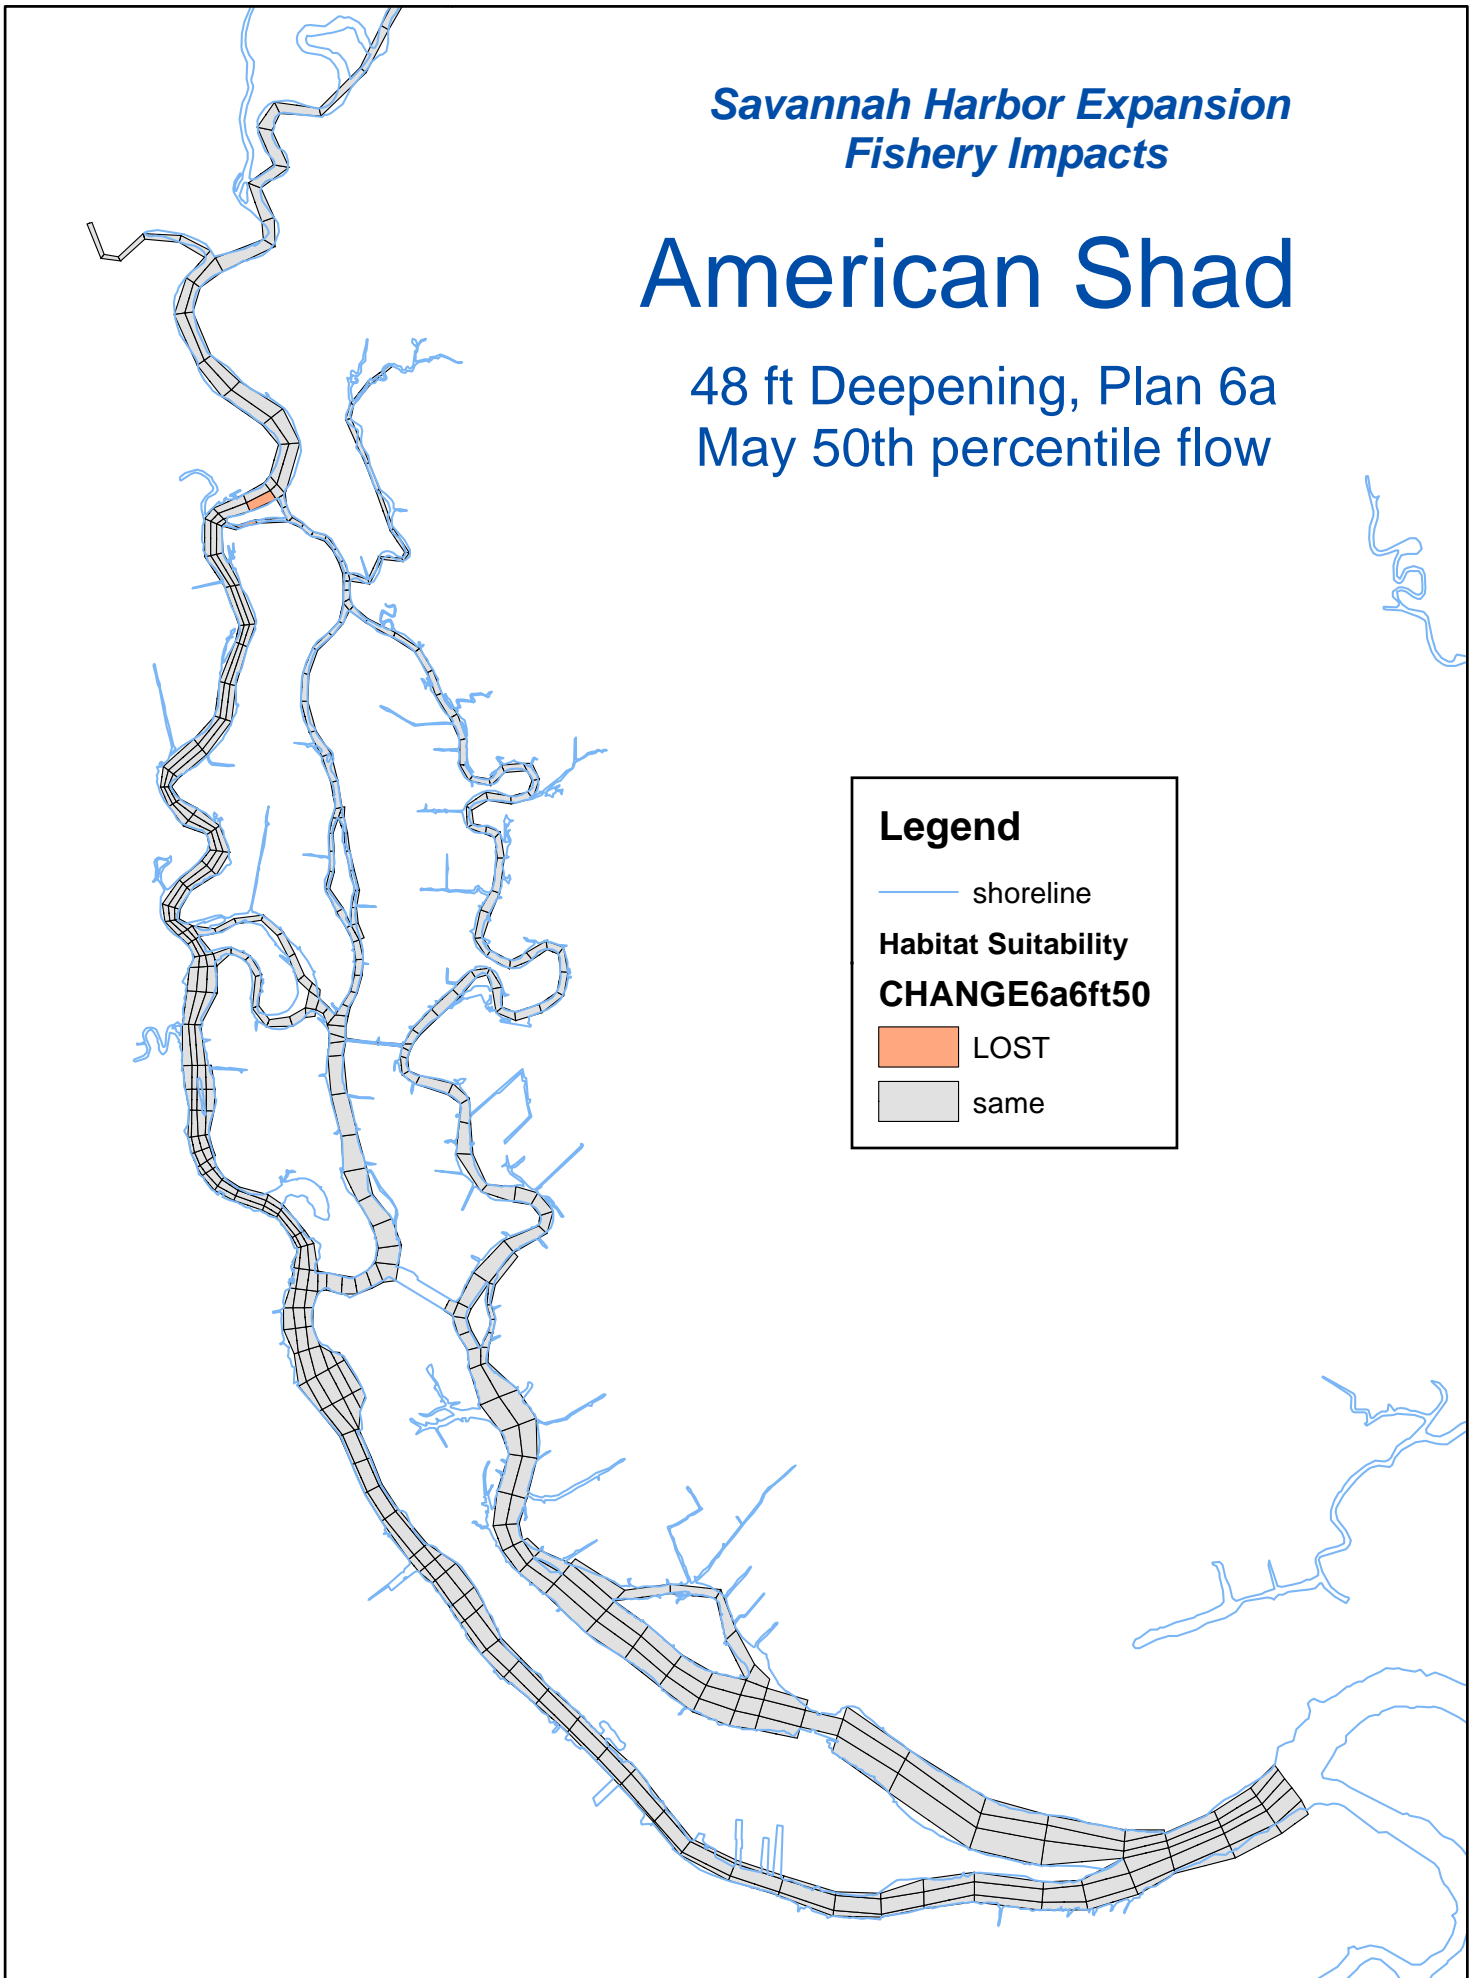 Savannah Harbor Expansion
Fishery Impacts
American Shad
48 ft Deepening, Plan 6a
May 50th percentile flow
Legend
shoreline
Habitat Suitability
CHANGE6a6ft50
LOST
same